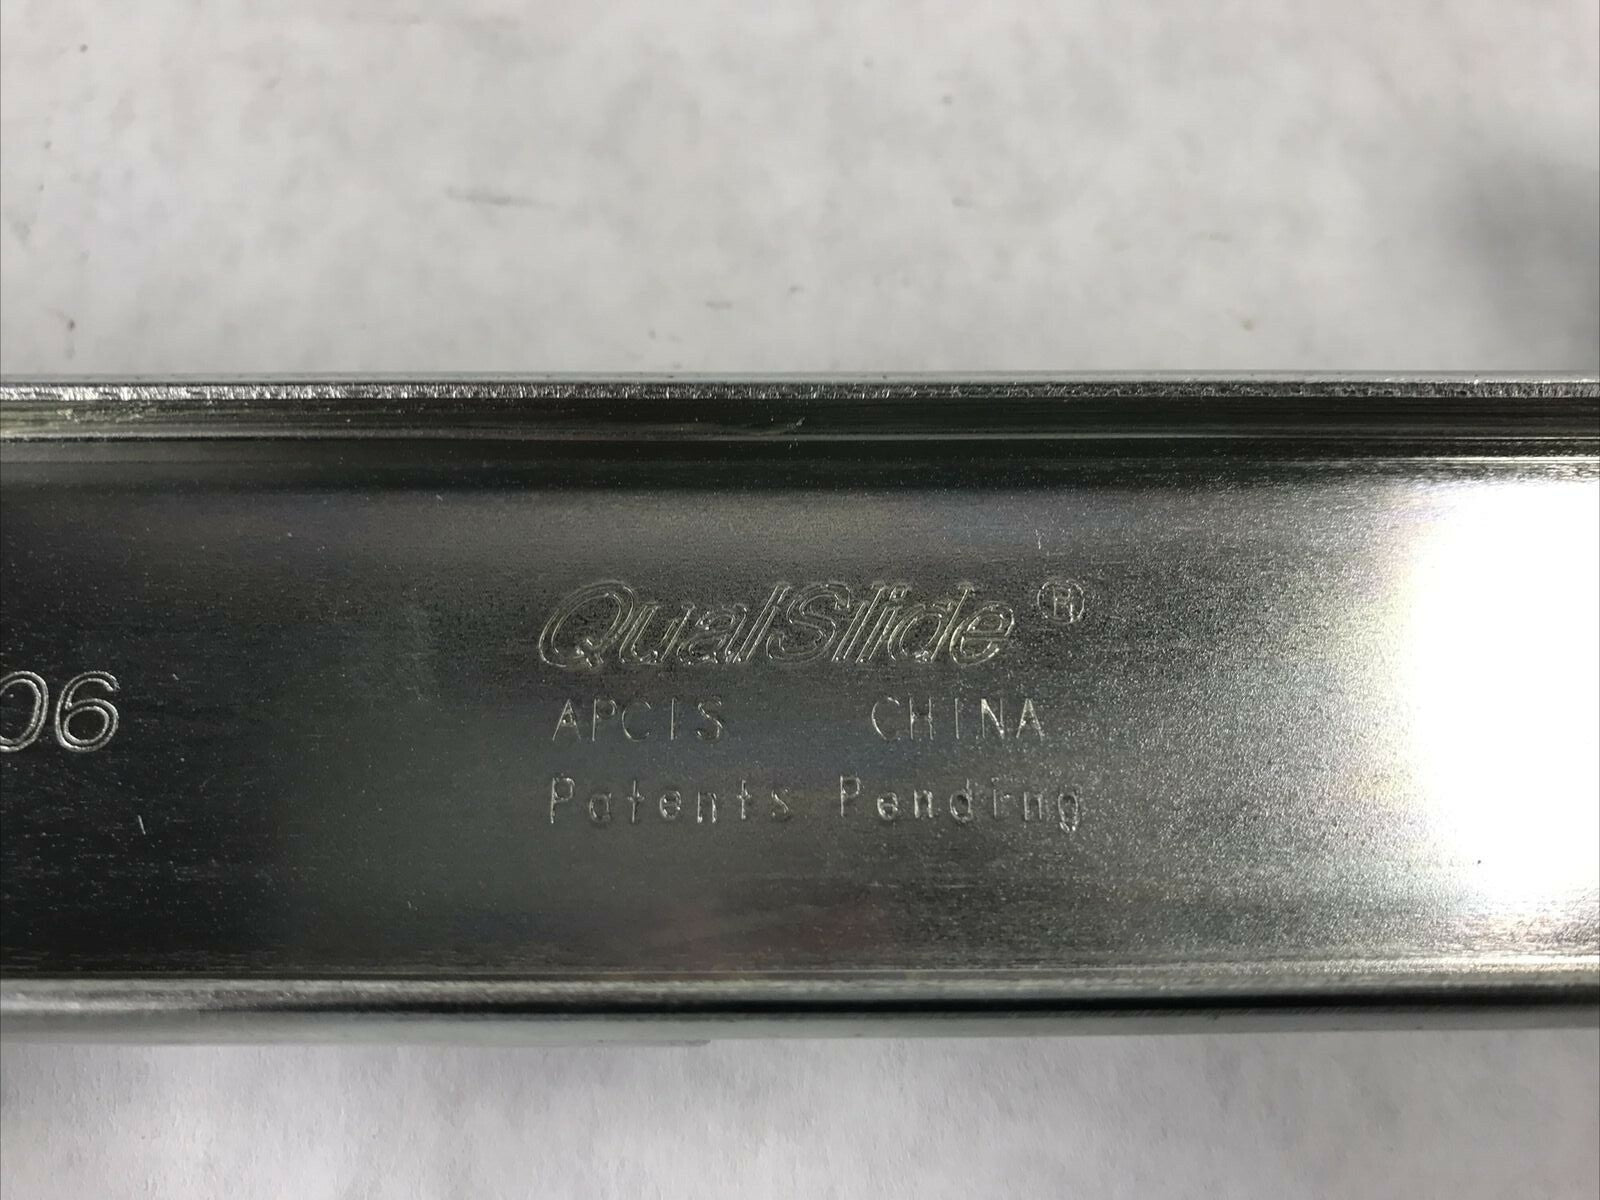 QualSlide®
06
APCIS CHINA
Patents Pending